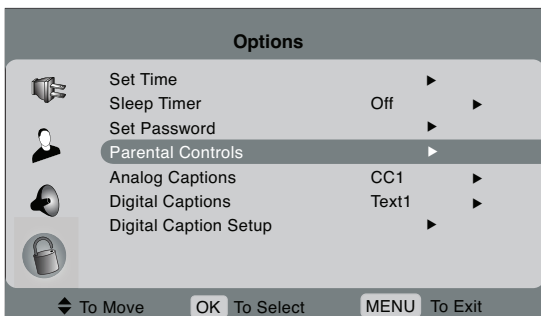 Options
Set Time
Sleep Timer Off
Set Password
Parental Controls
Analog Captions CC1
Digital Captions Text1
Digital Caption Setup
To Move OK To Select MENU To Exit